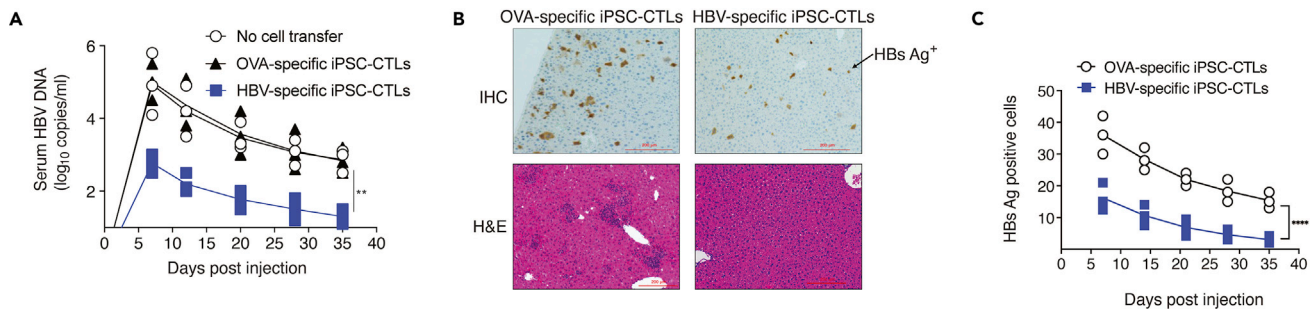 A
Serum HBV DNA
(log10 copies/ml)
6
4
2
No cell transfer
OVA-specific iPSC-CTLs
HBV-specific iPSC-CTLs
**
0 5 10 15 20 25 30 35 40
Days post injection
B
OVA-specific iPSC-CTLs HBV-specific iPSC-CTLs
HBs Ag+
IHC
H&E
C
OVA-specific iPSC-CTLs
HBV-specific iPSC-CTLs
HBs Ag positive cells
50
40
30
20
10
****
0 5 10 15 20 25 30 35 40
Days post injection